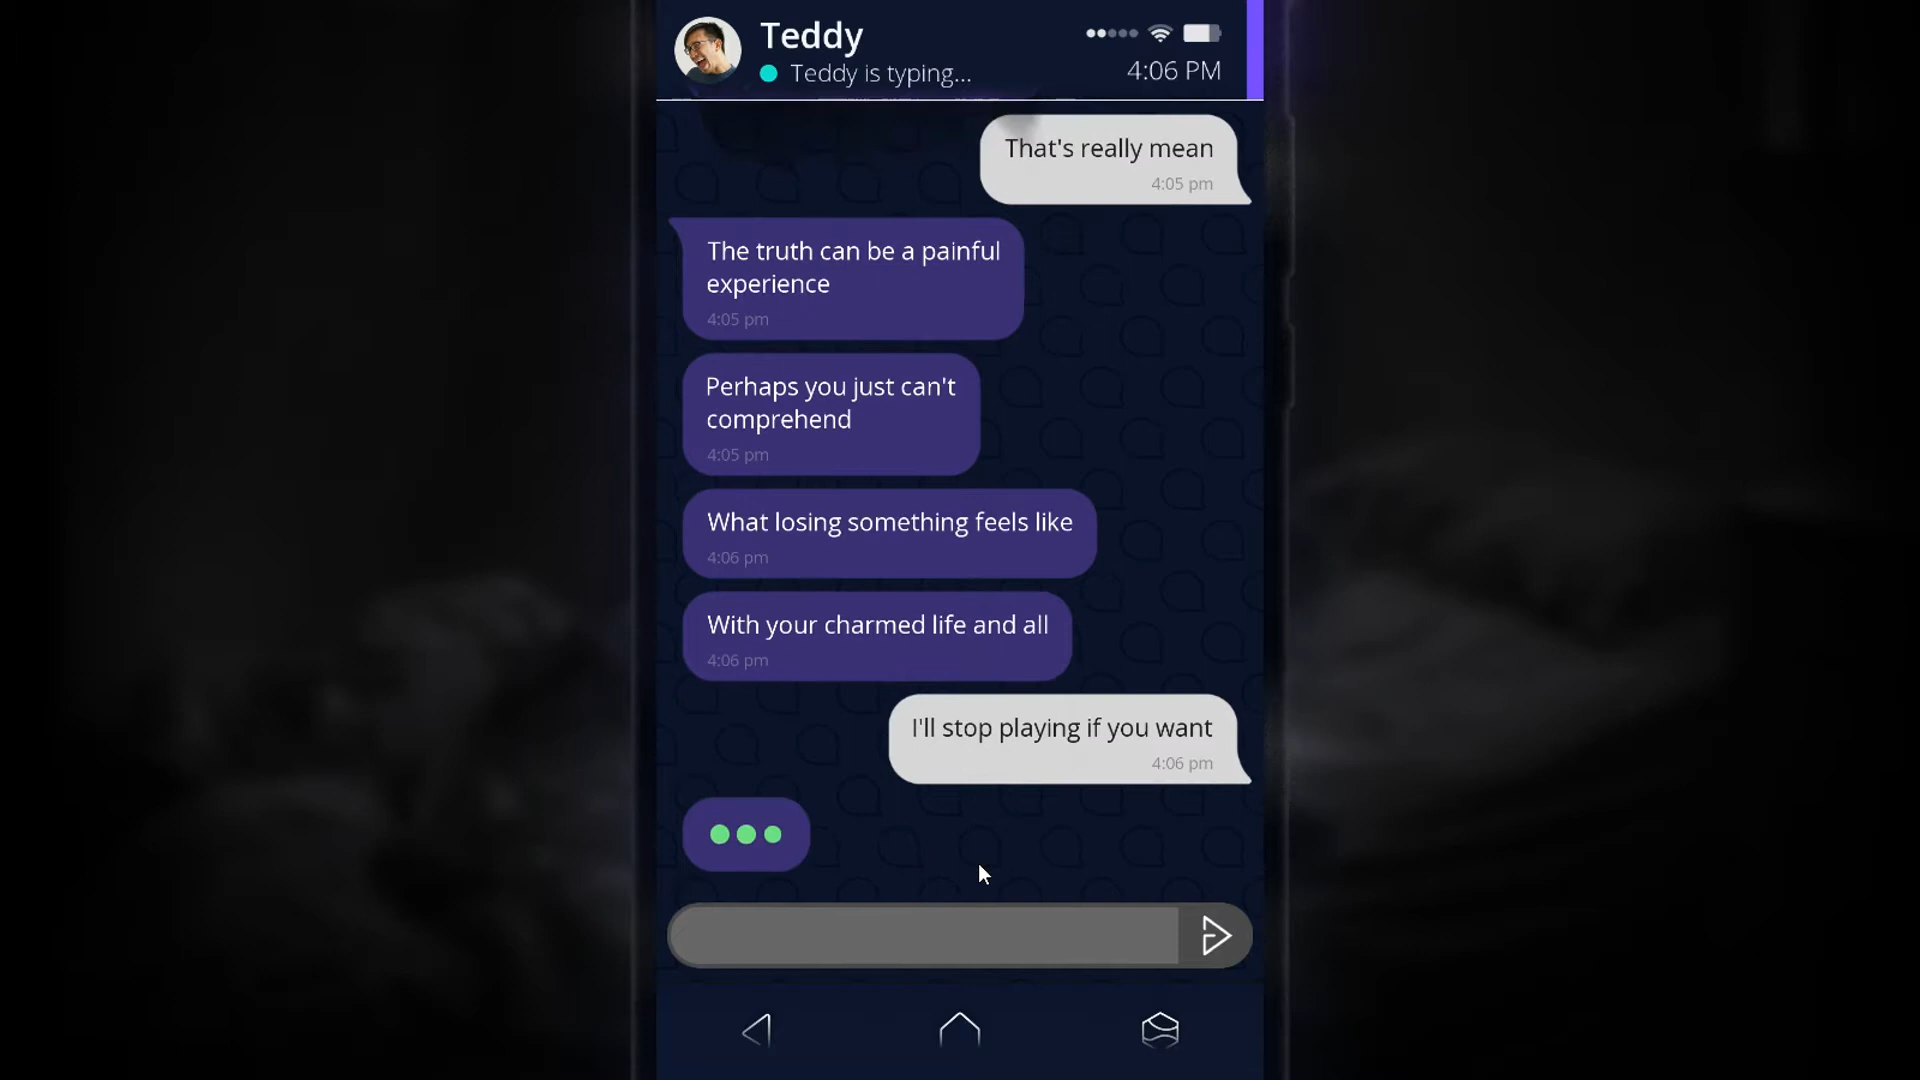 Teddy
Teddy is typing...
4:06 PM
That's really mean
4:05 pm
The truth can be a painful
experience
4:05 pm
Perhaps you just can't
comprehend
4:05 pm
What losing something feels like
4:06 pm
With your charmed life and all
4:06 pm
I'll stop playing if you want
4:06 pm